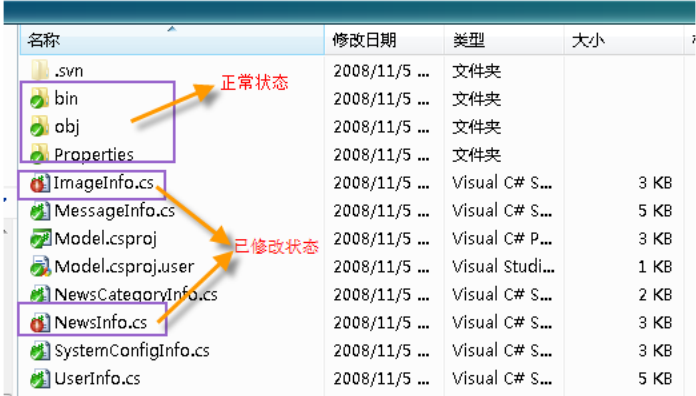 名称 修改日期 类型 大小
.svn 2008/11/5 ... 文件夹
正常状态
bin 2008/11/5 ... 文件夹
obj 2008/11/5 ... 文件夹
Properties 2008/11/5 ... 文件夹
ImageInfo.cs 2008/11/5 ... Visual C# S... 3 KB
MessageInfo.cs 2008/11/5 ... Visual C# S... 5 KB
Model.csproj 2008/11/5 ... Visual C# P... 3 KB
已修改状态
Model.csproj.user 2008/11/5 ... Visual Studi... 1 KB
NewsCategoryInfo.cs 2008/11/5 ... Visual C# S... 2 KB
NewsInfo.cs 2008/11/5 ... Visual C# S... 3 KB
SystemConfigInfo.cs 2008/11/5 ... Visual C# S... 3 KB
UserInfo.cs 2008/11/5 ... Visual C# S... 5 KB